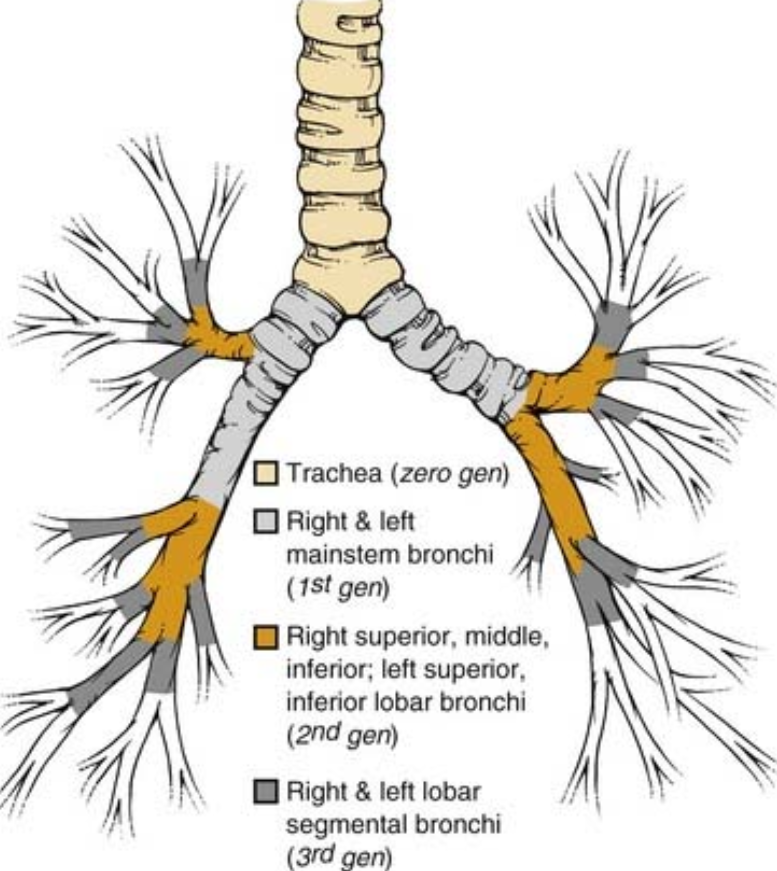 Trachea (zero gen)
Right & left
mainstem bronchi
(1st gen)
Right superior, middle,
inferior; left superior,
inferior lobar bronchi
(2nd gen)
Right & left lobar
segmental bronchi
(3rd gen)